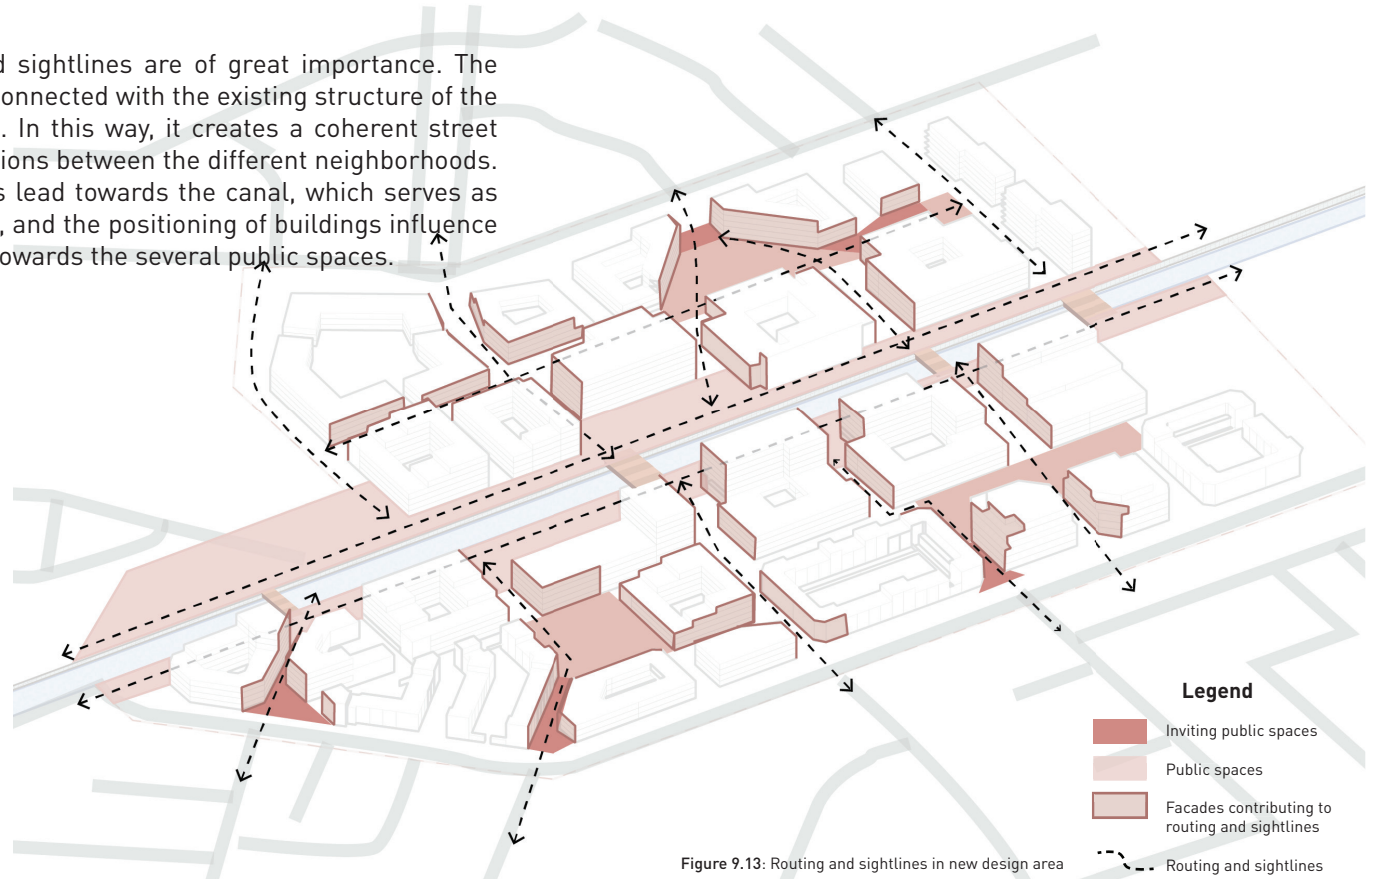 d sightlines are of great importance. The
onnected with the existing structure of the
. In this way, it creates a coherent street
ions between the different neighborhoods.
s lead towards the canal, which serves as
, and the positioning of buildings influence
owards the several public spaces.
Legend
Inviting public spaces
Public spaces
Facades contributing to
routing and sightlines
Routing and sightlines
Figure 9.13: Routing and sightlines in new design area